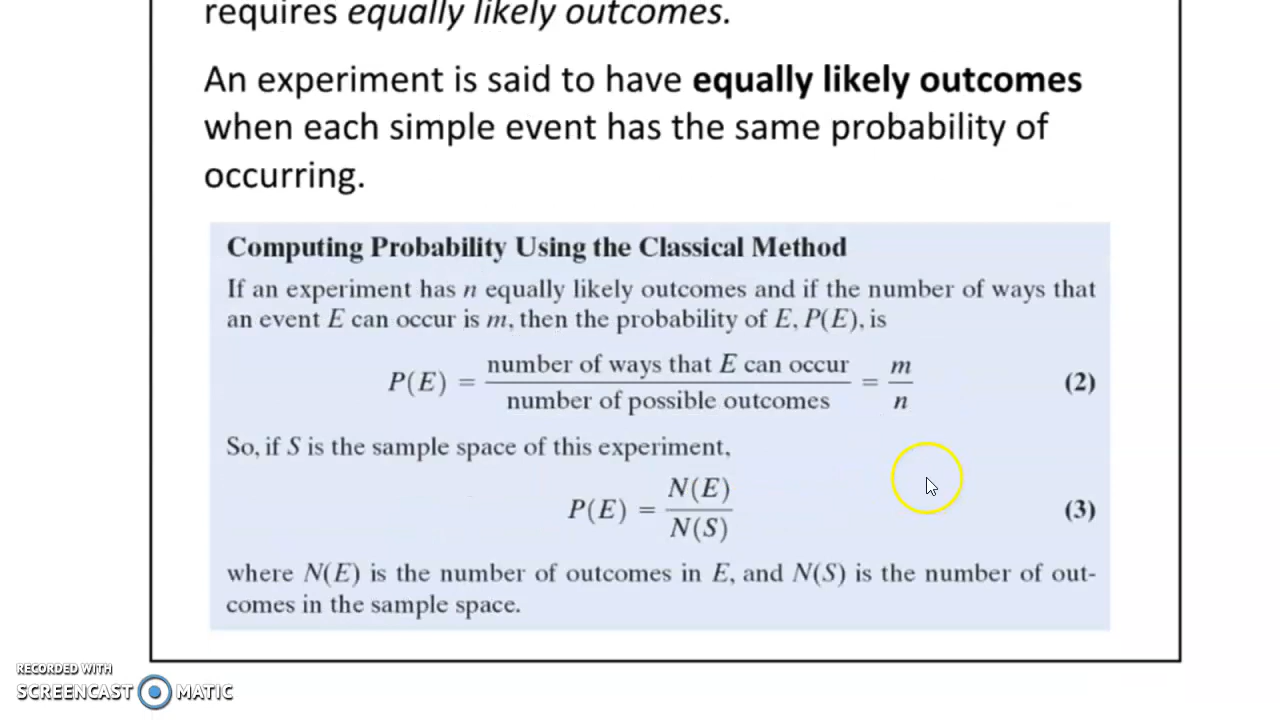 requires equally likely outcomes.
An experiment is said to have equally likely outcomes
when each simple event has the same probability of
occurring.
Computing Probability Using the Classical Method
If an experiment has n equally likely outcomes and if the number of ways that
an event E can occur is m, then the probability of E, P(E), is
P(E) = number of ways that E can occur / number of possible outcomes = m / n (2)
So, if S is the sample space of this experiment,
P(E) = N(E) / N(S) (3)
where N(E) is the number of outcomes in E, and N(S) is the number of out-
comes in the sample space.
RECORDED WITH
SCREENCAST MATIC